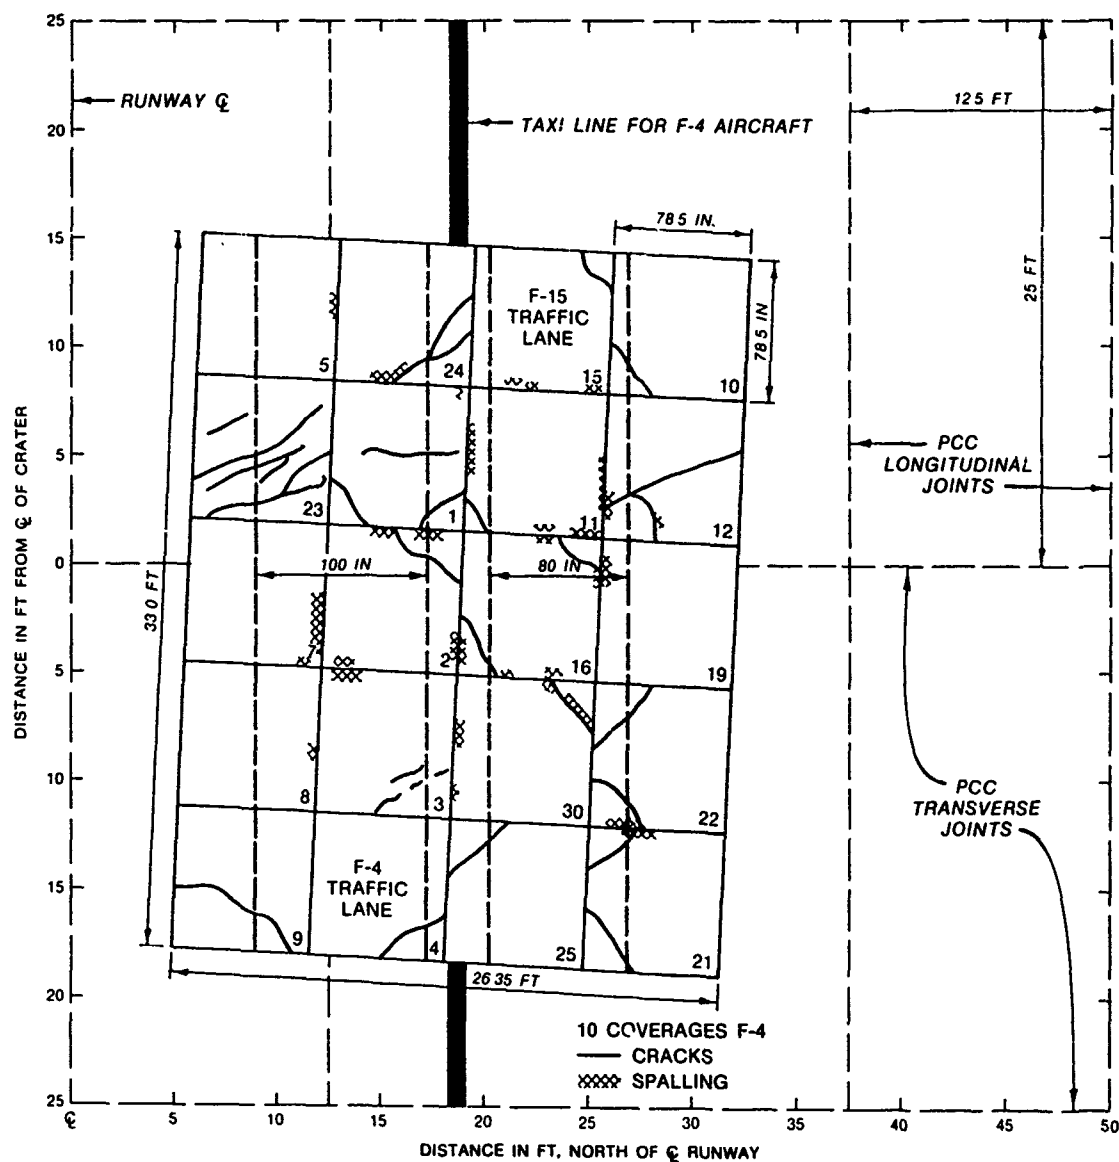 25
20
15
10
5
0
5
10
15
20
25
DISTANCE IN FT FROM ℄ OF CRATER
RUNWAY ℄
TAXI LINE FOR F-4 AIRCRAFT
12 5 FT
25 FT
78 5 IN.
78 5 IN
F-15
TRAFFIC
LANE
5
24
15
10
PCC
LONGITUDINAL
JOINTS
23
1
11
12
100 IN
80 IN
33 0 FT
2
16
19
8
3
30
22
PCC
TRANSVERSE
JOINTS
F-4
TRAFFIC
LANE
9
4
25
21
26 35 FT
10 COVERAGES F-4
CRACKS
SPALLING
℄
5
10
15
20
25
30
35
40
45
50
DISTANCE IN FT, NORTH OF ℄ RUNWAY